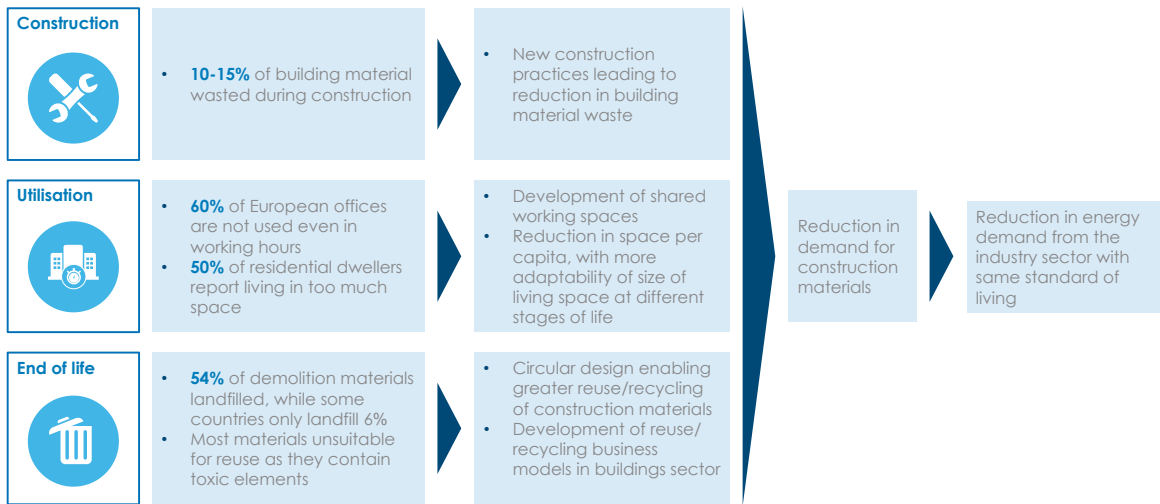 Construction
• 10-15% of building material
wasted during construction
• New construction
practices leading to
reduction in building
material waste
Utilisation
• 60% of European offices
are not used even in
working hours
• 50% of residential dwellers
report living in too much
space
• Development of shared
working spaces
• Reduction in space per
capita, with more
adaptability of size of
living space at different
stages of life
End of life
• 54% of demolition materials
landfilled, while some
countries only landfill 6%
• Most materials unsuitable
for reuse as they contain
toxic elements
• Circular design enabling
greater reuse/recycling
of construction materials
• Development of reuse/
recycling business
models in buildings sector
Reduction in
demand for
construction
materials
Reduction in energy
demand from the
industry sector with
same standard of
living